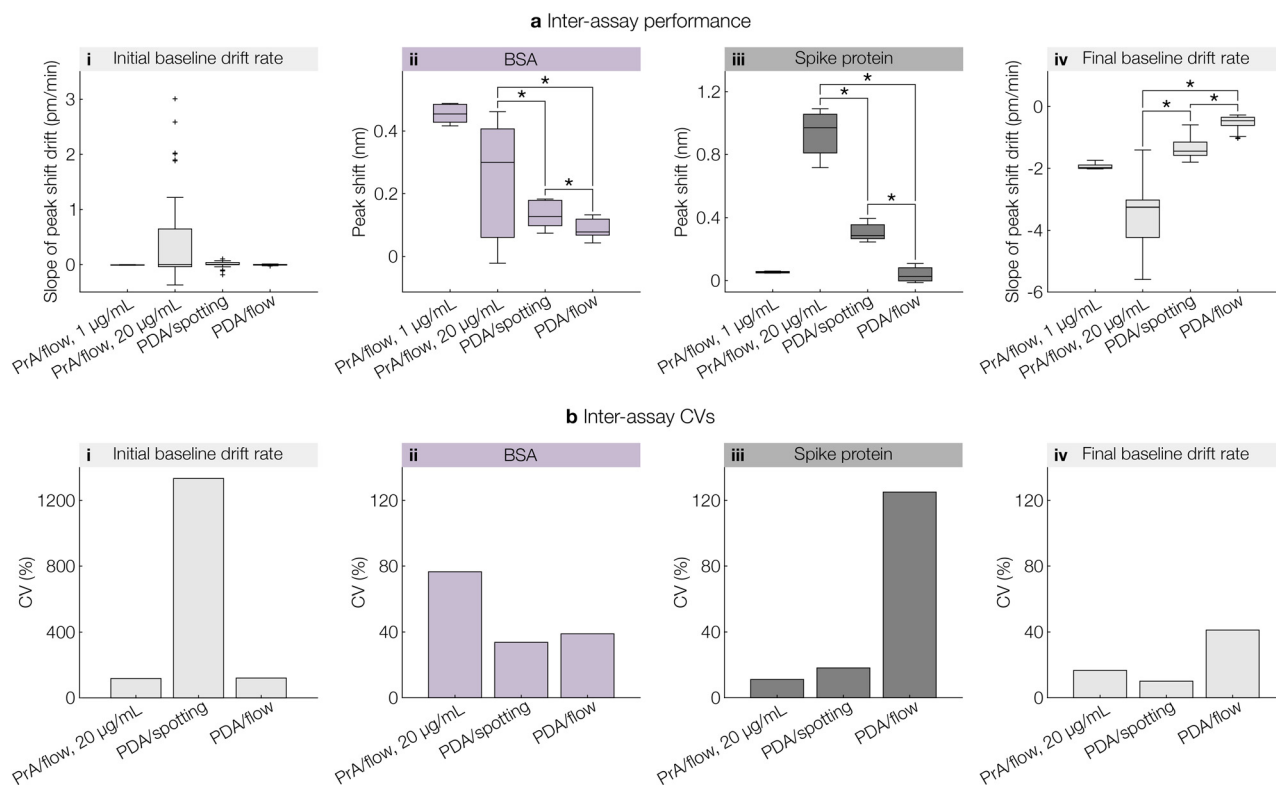 a Inter-assay performance
i Initial baseline drift rate
Slope of peak shift drift (pm/min)
3
2
1
0
PrA/flow, 1 µg/mL
PrA/flow, 20 µg/mL
PDA/spotting
PDA/flow
ii BSA
Peak shift (nm)
0.4
0.2
0
*
*
*
PrA/flow, 1 µg/mL
PrA/flow, 20 µg/mL
PDA/spotting
PDA/flow
iii Spike protein
Peak shift (nm)
1.2
0.8
0.4
0
*
*
*
PrA/flow, 1 µg/mL
PrA/flow, 20 µg/mL
PDA/spotting
PDA/flow
iv Final baseline drift rate
Slope of peak shift drift (pm/min)
0
-2
-4
-6
*
*
*
PrA/flow, 1 µg/mL
PrA/flow, 20 µg/mL
PDA/spotting
PDA/flow
b Inter-assay CVs
i Initial baseline drift rate
CV (%)
1200
800
400
0
PrA/flow, 20 µg/mL
PDA/spotting
PDA/flow
ii BSA
CV (%)
120
80
40
0
PrA/flow, 20 µg/mL
PDA/spotting
PDA/flow
iii Spike protein
CV (%)
120
80
40
0
PrA/flow, 20 µg/mL
PDA/spotting
PDA/flow
iv Final baseline drift rate
CV (%)
120
80
40
0
PrA/flow, 20 µg/mL
PDA/spotting
PDA/flow